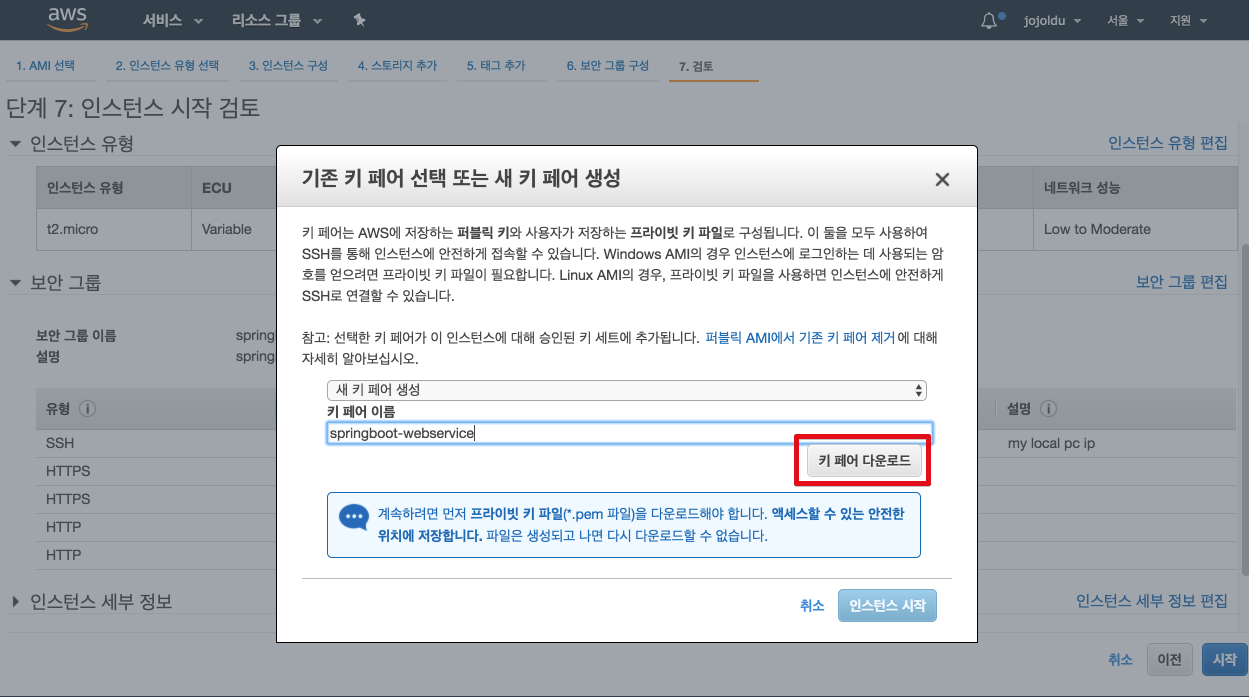 aws 서비스 리소스 그룹 jojoldu 서울 지원
1. AMI 선택 2. 인스턴스 유형 선택 3. 인스턴스 구성 4. 스토리지 추가 5. 태그 추가 6. 보안 그룹 구성 7. 검토
단계 7: 인스턴스 시작 검토
인스턴스 유형 인스턴스 유형 편집
인스턴스 유형 ECU 네트워크 성능
t2.micro Variable Low to Moderate
보안 그룹 보안 그룹 편집
보안 그룹 이름 spring
설명 spring
유형 설명
SSH my local pc ip
HTTPS
HTTPS
HTTP
HTTP
인스턴스 세부 정보 인스턴스 세부 정보 편집
취소 이전 시작
기존 키 페어 선택 또는 새 키 페어 생성
키 페어는 AWS에 저장하는 퍼블릭 키와 사용자가 저장하는 프라이빗 키 파일로 구성됩니다. 이 둘을 모두 사용하여
SSH를 통해 인스턴스에 안전하게 접속할 수 있습니다. Windows AMI의 경우 인스턴스에 로그인하는 데 사용되는 암
호를 얻으려면 프라이빗 키 파일이 필요합니다. Linux AMI의 경우, 프라이빗 키 파일을 사용하면 인스턴스에 안전하게
SSH로 연결할 수 있습니다.
참고: 선택한 키 페어가 이 인스턴스에 대해 승인된 키 세트에 추가됩니다. 퍼블릭 AMI에서 기존 키 페어 제거에 대해
자세히 알아보십시오.
새 키 페어 생성
키 페어 이름
springboot-webservice
키 페어 다운로드
계속하려면 먼저 프라이빗 키 파일(*.pem 파일)을 다운로드해야 합니다. 액세스할 수 있는 안전한
위치에 저장합니다. 파일은 생성되고 나면 다시 다운로드할 수 없습니다.
취소 인스턴스 시작